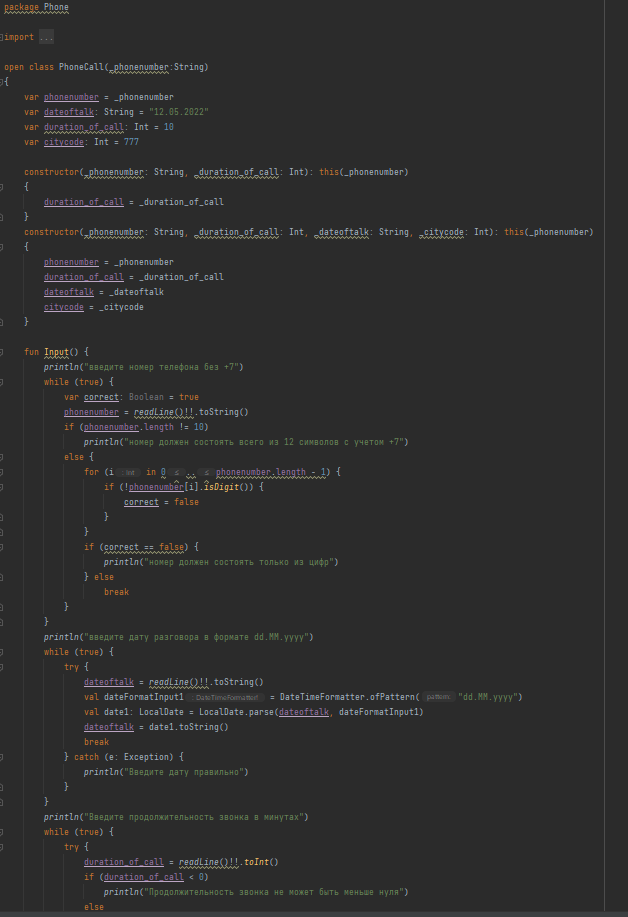 package Phone
import ...
open class PhoneCall(_phonenumber:String)
{
var phonenumber = _phonenumber
var dateoftalk: String = "12.05.2022"
var duration_of_call: Int = 10
var citycode: Int = 777
constructor(_phonenumber: String, _duration_of_call: Int): this(_phonenumber)
{
duration_of_call = _duration_of_call
}
constructor(_phonenumber: String, _duration_of_call: Int, _dateoftalk: String, _citycode: Int): this(_phonenumber)
{
phonenumber = _phonenumber
duration_of_call = _duration_of_call
dateoftalk = _dateoftalk
citycode = _citycode
}
fun Input() {
println("введите номер телефона без +7")
while (true) {
var correct: Boolean = true
phonenumber = readLine()!!.toString()
if (phonenumber.length != 10)
println("номер должен состоять всего из 12 символов с учетом +7")
else {
for (i : Int in 0 ≤ .. ≤ phonenumber.length - 1) {
if (!phonenumber[i].isDigit()) {
correct = false
}
}
if (correct == false) {
println("номер должен состоять только из цифр")
} else
break
}
}
println("введите дату разговора в формате dd.MM.yyyy")
while (true) {
try {
dateoftalk = readLine()!!.toString()
val dateFormatInput1 : DateTimeFormatter! = DateTimeFormatter.ofPattern( pattern: "dd.MM.yyyy")
val date1: LocalDate = LocalDate.parse(dateoftalk, dateFormatInput1)
dateoftalk = date1.toString()
break
} catch (e: Exception) {
println("Введите дату правильно")
}
}
println("Введите продолжительность звонка в минутах")
while (true) {
try {
duration_of_call = readLine()!!.toInt()
if (duration_of_call < 0)
println("Продолжительность звонка не может быть меньше нуля")
else